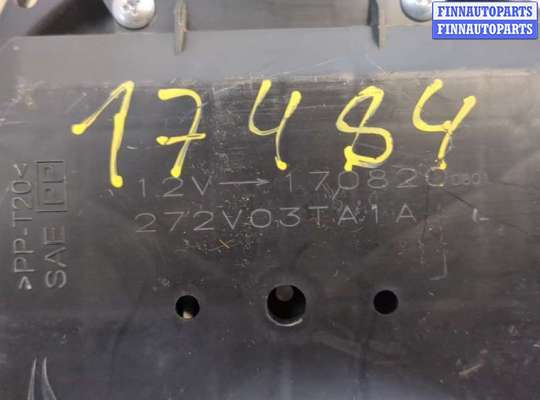 FINNAUTOPARTS
FINNAUTOPARTS
17484
12V→170820
272V03TA1A
>PP-T20<
SAE PP